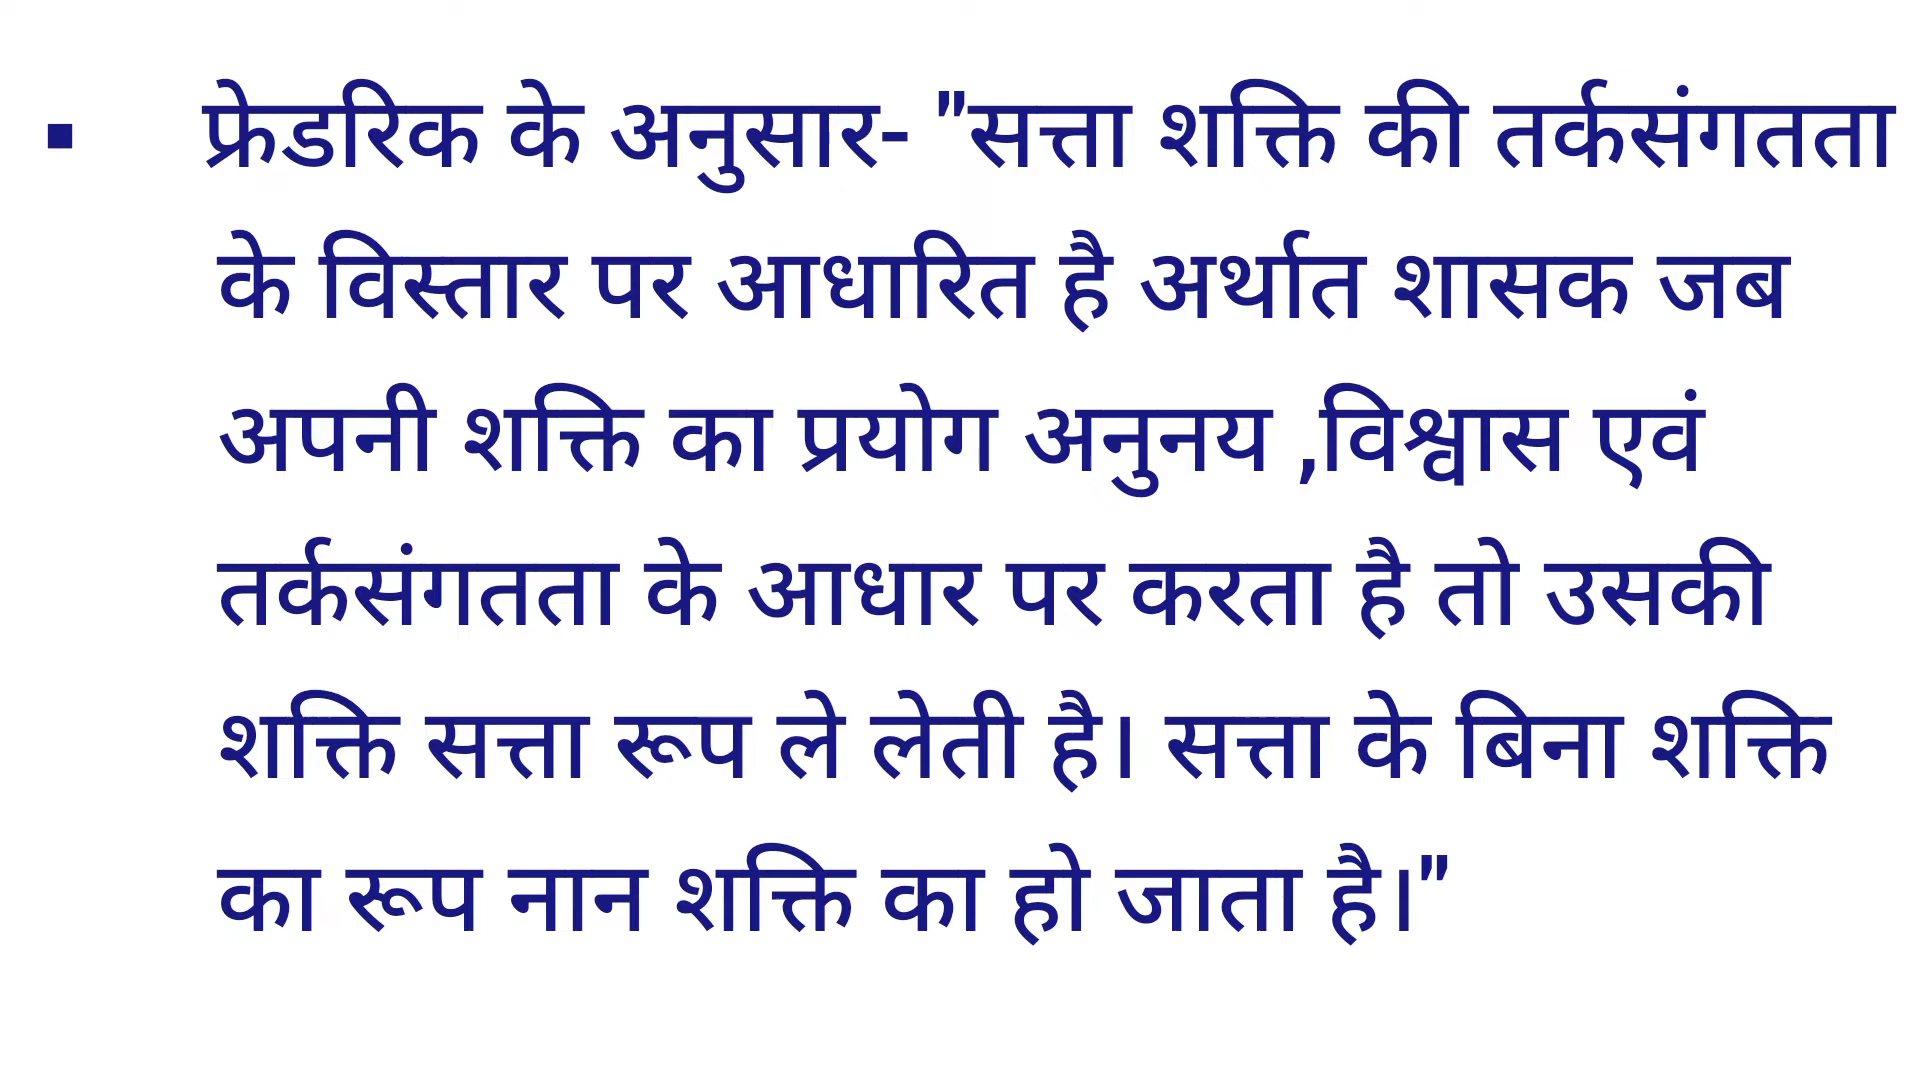 ▪ फ्रेडरिक के अनुसार- "सत्ता शक्ति की तर्कसंगतता
के विस्तार पर आधारित है अर्थात शासक जब
अपनी शक्ति का प्रयोग अनुनय ,विश्वास एवं
तर्कसंगतता के आधार पर करता है तो उसकी
शक्ति सत्ता रूप ले लेती है। सत्ता के बिना शक्ति
का रूप नान शक्ति का हो जाता है।"